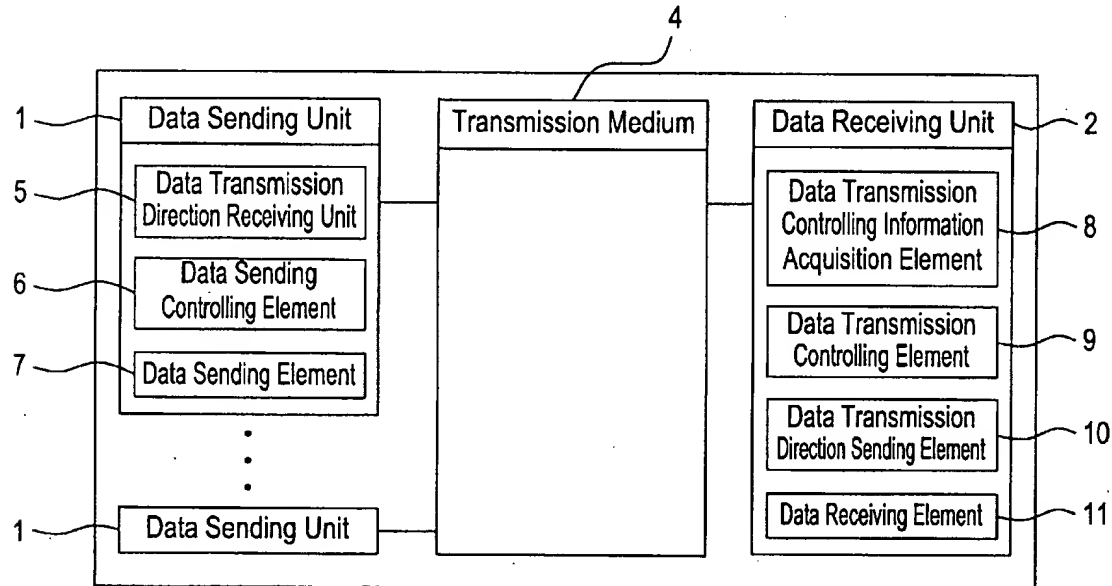 4
1
Data Sending Unit
5
Data Transmission
Direction Receiving Unit
6
Data Sending
Controlling Element
7
Data Sending Element
1
Data Sending Unit
Transmission Medium
Data Receiving Unit
2
Data Transmission
Controlling Information
Acquisition Element
8
Data Transmission
Controlling Element
9
Data Transmission
Direction Sending Element
10
Data Receiving Element
11